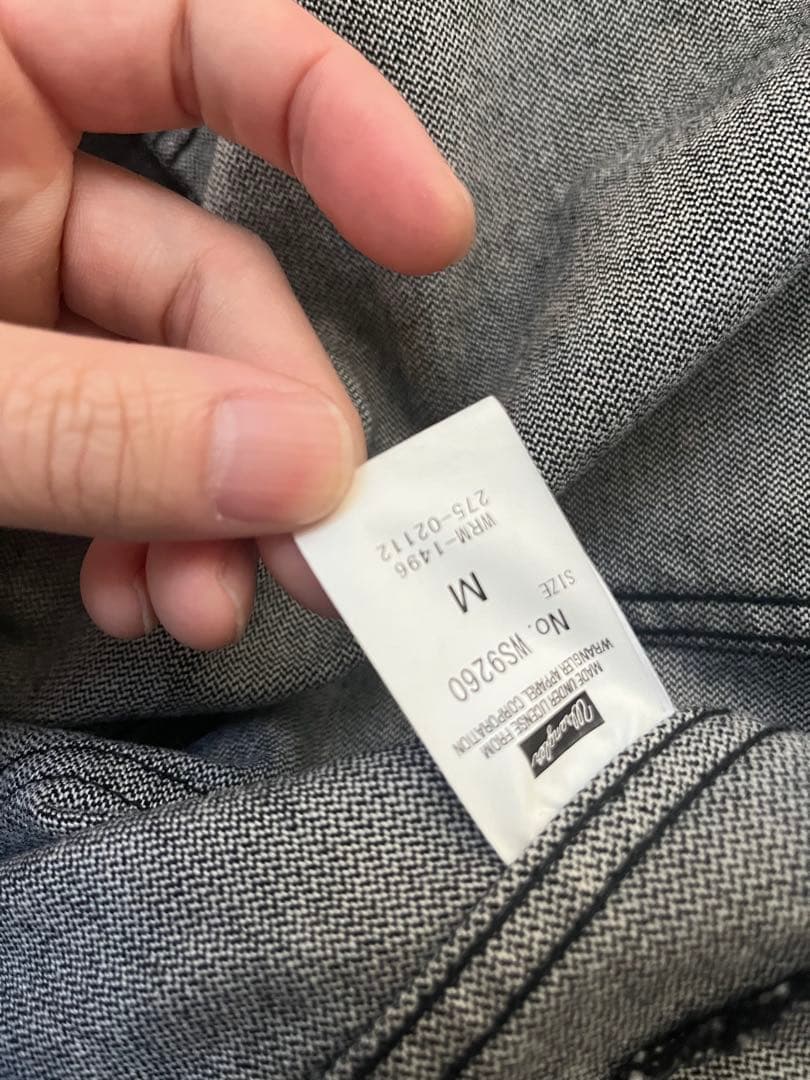 Wrangler
MADE UNDER LICENSE FROM
WRANGLER APPAREL CORPORATION
No. WS9260
SIZE
M
WRM-1496
275-02112